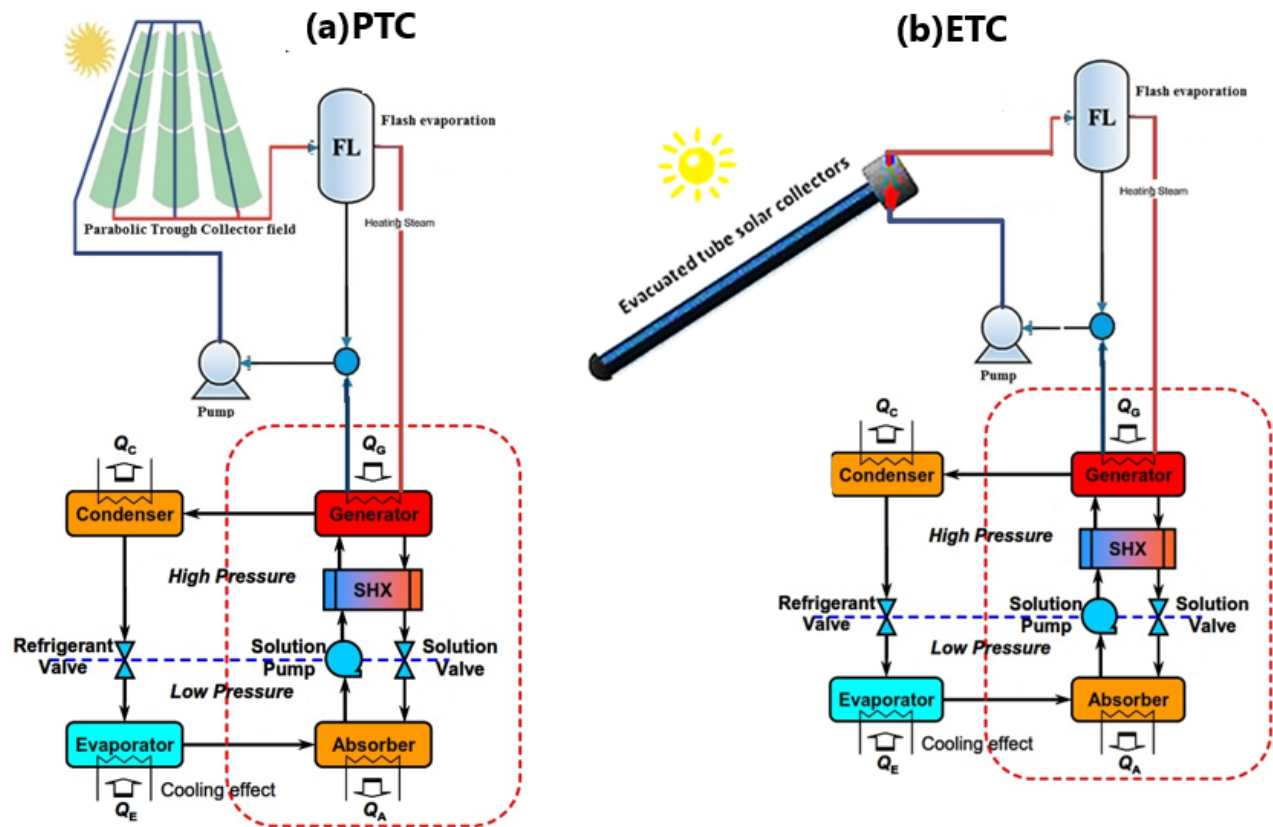 (a)PTC
FL
Flash evaporation
Heating Steam
Parabolic Trough Collector field
Pump
QC
QG
Condenser
Generator
High Pressure
SHX
Refrigerant
Valve
Solution
Pump
Solution
Valve
Low Pressure
Evaporator
Absorber
Cooling effect
QE
QA
(b)ETC
FL
Flash evaporation
Evacuated tube solar collectors
Heating Steam
Pump
QC
QG
Condenser
Generator
High Pressure
SHX
Refrigerant
Valve
Solution
Pump
Solution
Valve
Low Pressure
Evaporator
Absorber
Cooling effect
QE
QA